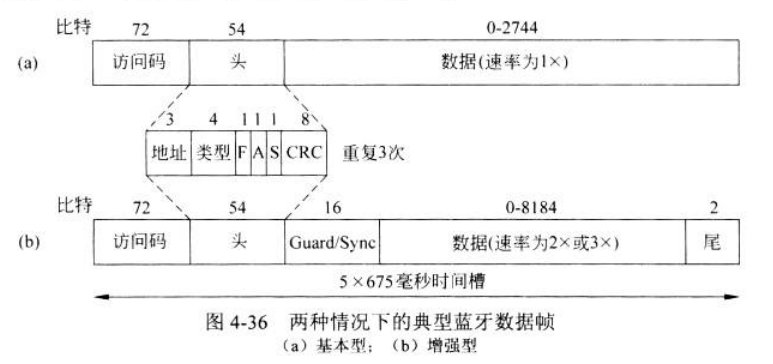 比特 72 54 0-2744
(a) 访问码 头 数据(速率为1×)
3 4 1 1 1 8
地址 类型 F A S CRC 重复3次
比特 72 54 16 0-8184 2
(b) 访问码 头 Guard/Sync 数据(速率为2×或3×) 尾
5×675毫秒时间槽
图 4-36 两种情况下的典型蓝牙数据帧
(a) 基本型；(b) 增强型